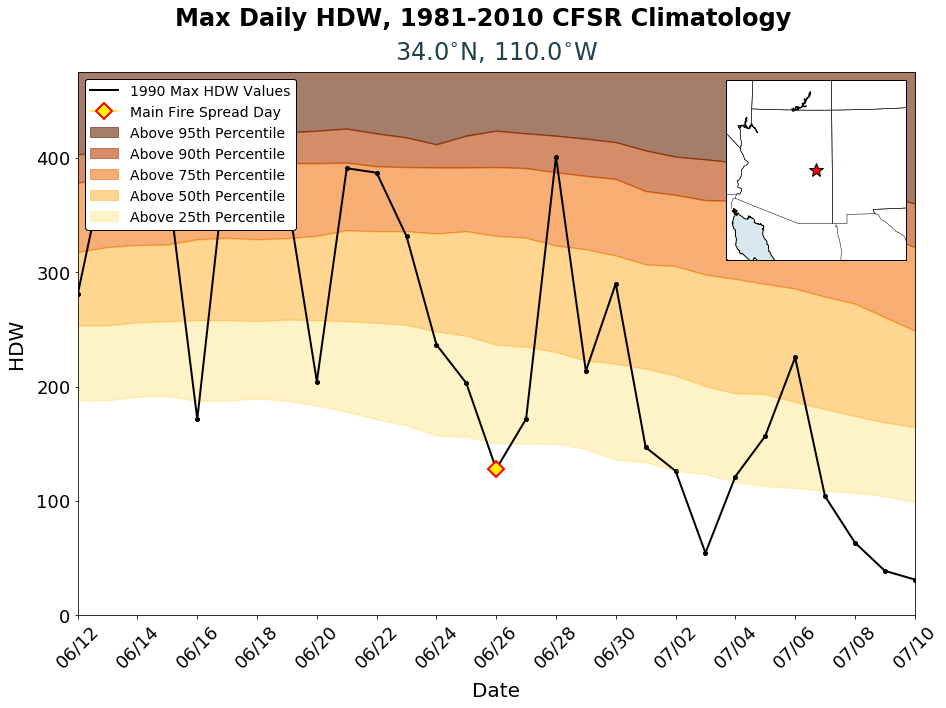 Max Daily HDW, 1981-2010 CFSR Climatology
34.0°N, 110.0°W
1990 Max HDW Values
Main Fire Spread Day
Above 95th Percentile
Above 90th Percentile
Above 75th Percentile
Above 50th Percentile
Above 25th Percentile
HDW
400
300
200
100
0
06/12 06/14 06/16 06/18 06/20 06/22 06/24 06/26 06/28 06/30 07/02 07/04 07/06 07/08 07/10
Date